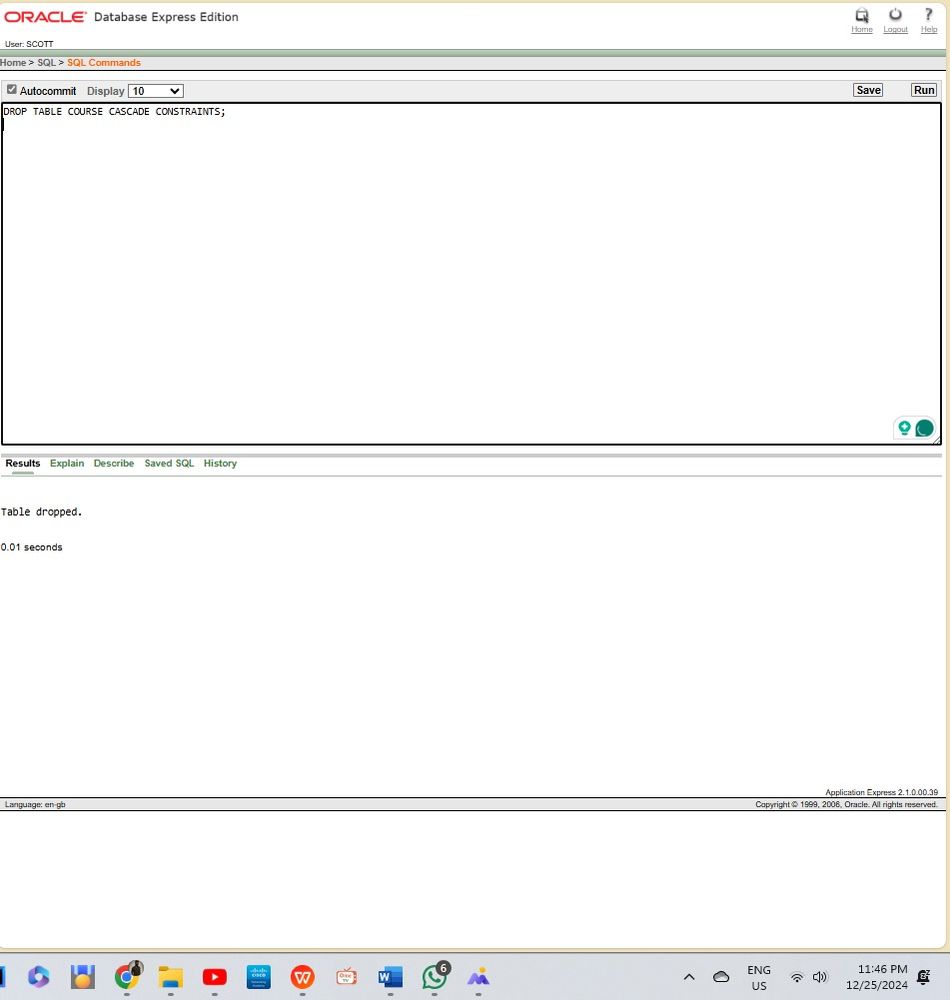 ORACLE® Database Express Edition
Home Logout Help
User: SCOTT
Home > SQL > SQL Commands
Autocommit Display 10 Save Run
DROP TABLE COURSE CASCADE CONSTRAINTS;
Results Explain Describe Saved SQL History
Table dropped.
0.01 seconds
Application Express 2.1.0.00.39
Language: en-gb Copyright © 1999, 2006, Oracle. All rights reserved.
6
W
ENG
US
11:46 PM
12/25/2024